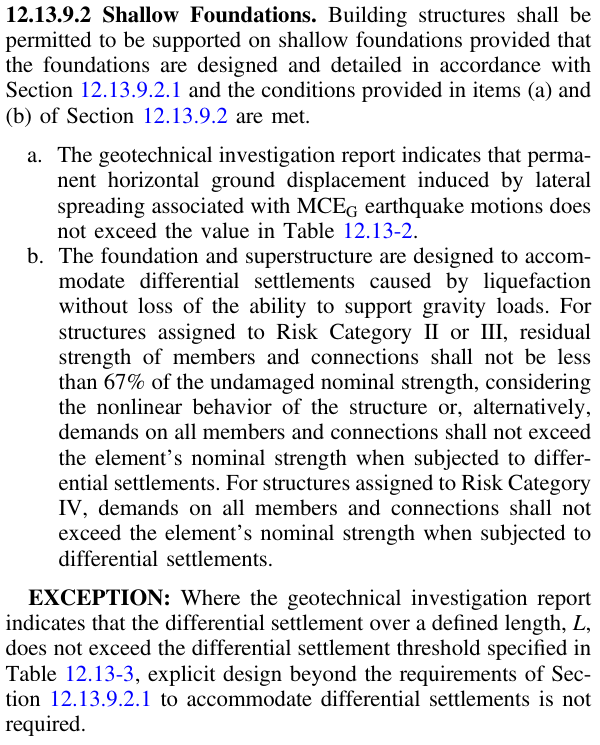 12.13.9.2 Shallow Foundations. Building structures shall be
permitted to be supported on shallow foundations provided that
the foundations are designed and detailed in accordance with
Section 12.13.9.2.1 and the conditions provided in items (a) and
(b) of Section 12.13.9.2 are met.
a. The geotechnical investigation report indicates that perma-
nent horizontal ground displacement induced by lateral
spreading associated with MCEG earthquake motions does
not exceed the value in Table 12.13-2.
b. The foundation and superstructure are designed to accom-
modate differential settlements caused by liquefaction
without loss of the ability to support gravity loads. For
structures assigned to Risk Category II or III, residual
strength of members and connections shall not be less
than 67% of the undamaged nominal strength, considering
the nonlinear behavior of the structure or, alternatively,
demands on all members and connections shall not exceed
the element's nominal strength when subjected to differ-
ential settlements. For structures assigned to Risk Category
IV, demands on all members and connections shall not
exceed the element's nominal strength when subjected to
differential settlements.
EXCEPTION: Where the geotechnical investigation report
indicates that the differential settlement over a defined length, L,
does not exceed the differential settlement threshold specified in
Table 12.13-3, explicit design beyond the requirements of Sec-
tion 12.13.9.2.1 to accommodate differential settlements is not
required.